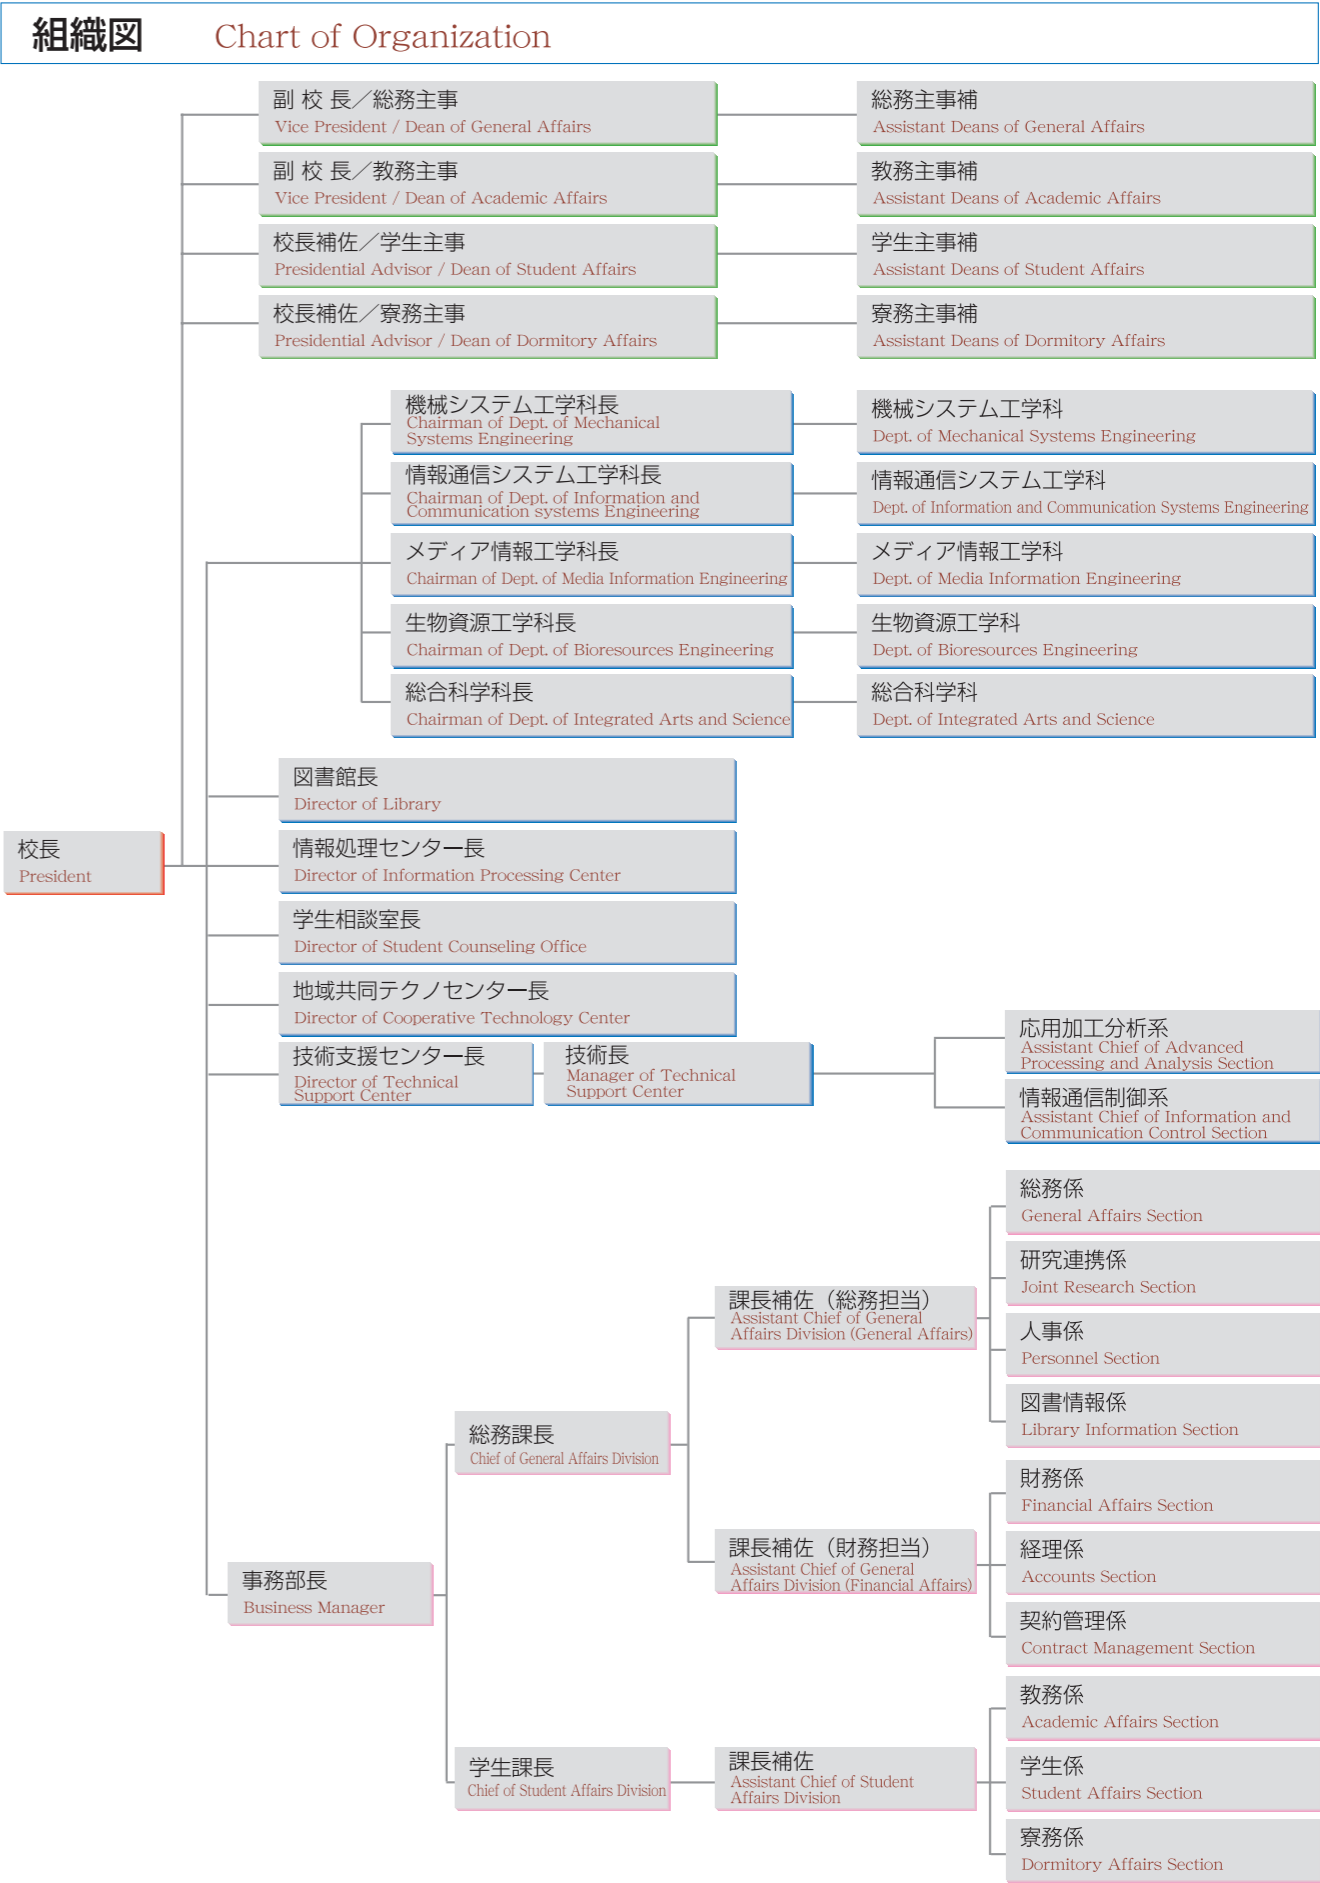 組織図 Chart of Organization
副 校 長／総務主事
Vice President / Dean of General Affairs
総務主事補
Assistant Deans of General Affairs
副 校 長／教務主事
Vice President / Dean of Academic Affairs
教務主事補
Assistant Deans of Academic Affairs
校長補佐／学生主事
Presidential Advisor / Dean of Student Affairs
学生主事補
Assistant Deans of Student Affairs
校長補佐／寮務主事
Presidential Advisor / Dean of Dormitory Affairs
寮務主事補
Assistant Deans of Dormitory Affairs
機械システム工学科長
Chairman of Dept. of Mechanical
Systems Engineering
機械システム工学科
Dept. of Mechanical Systems Engineering
情報通信システム工学科長
Chairman of Dept. of Information and
Communication systems Engineering
情報通信システム工学科
Dept. of Information and Communication Systems Engineering
メディア情報工学科長
Chairman of Dept. of Media Information Engineering
メディア情報工学科
Dept. of Media Information Engineering
生物資源工学科長
Chairman of Dept. of Bioresources Engineering
生物資源工学科
Dept. of Bioresources Engineering
総合科学科長
Chairman of Dept. of Integrated Arts and Science
総合科学科
Dept. of Integrated Arts and Science
図書館長
Director of Library
校長
President
情報処理センター長
Director of Information Processing Center
学生相談室長
Director of Student Counseling Office
地域共同テクノセンター長
Director of Cooperative Technology Center
技術支援センター長
Director of Technical
Support Center
技術長
Manager of Technical
Support Center
応用加工分析系
Assistant Chief of Advanced
Processing and Analysis Section
情報通信制御系
Assistant Chief of Information and
Communication Control Section
事務部長
Business Manager
総務課長
Chief of General Affairs Division
課長補佐（総務担当）
Assistant Chief of General
Affairs Division (General Affairs)
総務係
General Affairs Section
研究連携係
Joint Research Section
人事係
Personnel Section
図書情報係
Library Information Section
課長補佐（財務担当）
Assistant Chief of General
Affairs Division (Financial Affairs)
財務係
Financial Affairs Section
経理係
Accounts Section
契約管理係
Contract Management Section
学生課長
Chief of Student Affairs Division
課長補佐
Assistant Chief of Student
Affairs Division
教務係
Academic Affairs Section
学生係
Student Affairs Section
寮務係
Dormitory Affairs Section